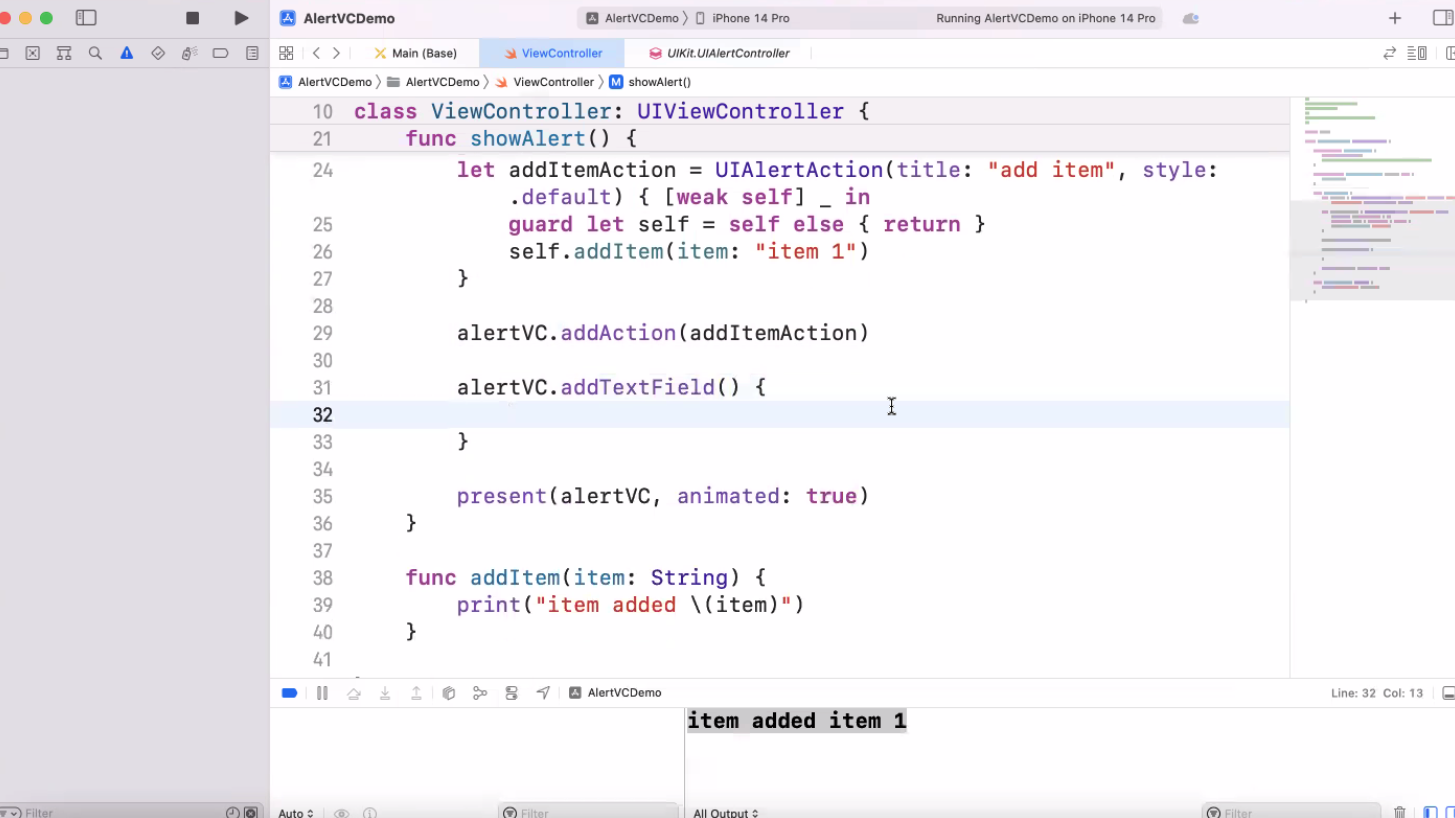 AlertVCDemo
AlertVCDemo 〉 iPhone 14 Pro
Running AlertVCDemo on iPhone 14 Pro
Main (Base)
ViewController
UIKit.UIAlertController
AlertVCDemo 〉 AlertVCDemo 〉 ViewController 〉 M showAlert()
10 class ViewController: UIViewController {
21 func showAlert() {
24 let addItemAction = UIAlertAction(title: "add item", style:
.default) { [weak self] _ in
25 guard let self = self else { return }
26 self.addItem(item: "item 1")
27 }
28
29 alertVC.addAction(addItemAction)
30
31 alertVC.addTextField() {
32
33 }
34
35 present(alertVC, animated: true)
36 }
37
38 func addItem(item: String) {
39 print("item added \(item)")
40 }
41
AlertVCDemo
Line: 32 Col: 13
item added item 1
Filter
Auto
Filter
All Output
Filter